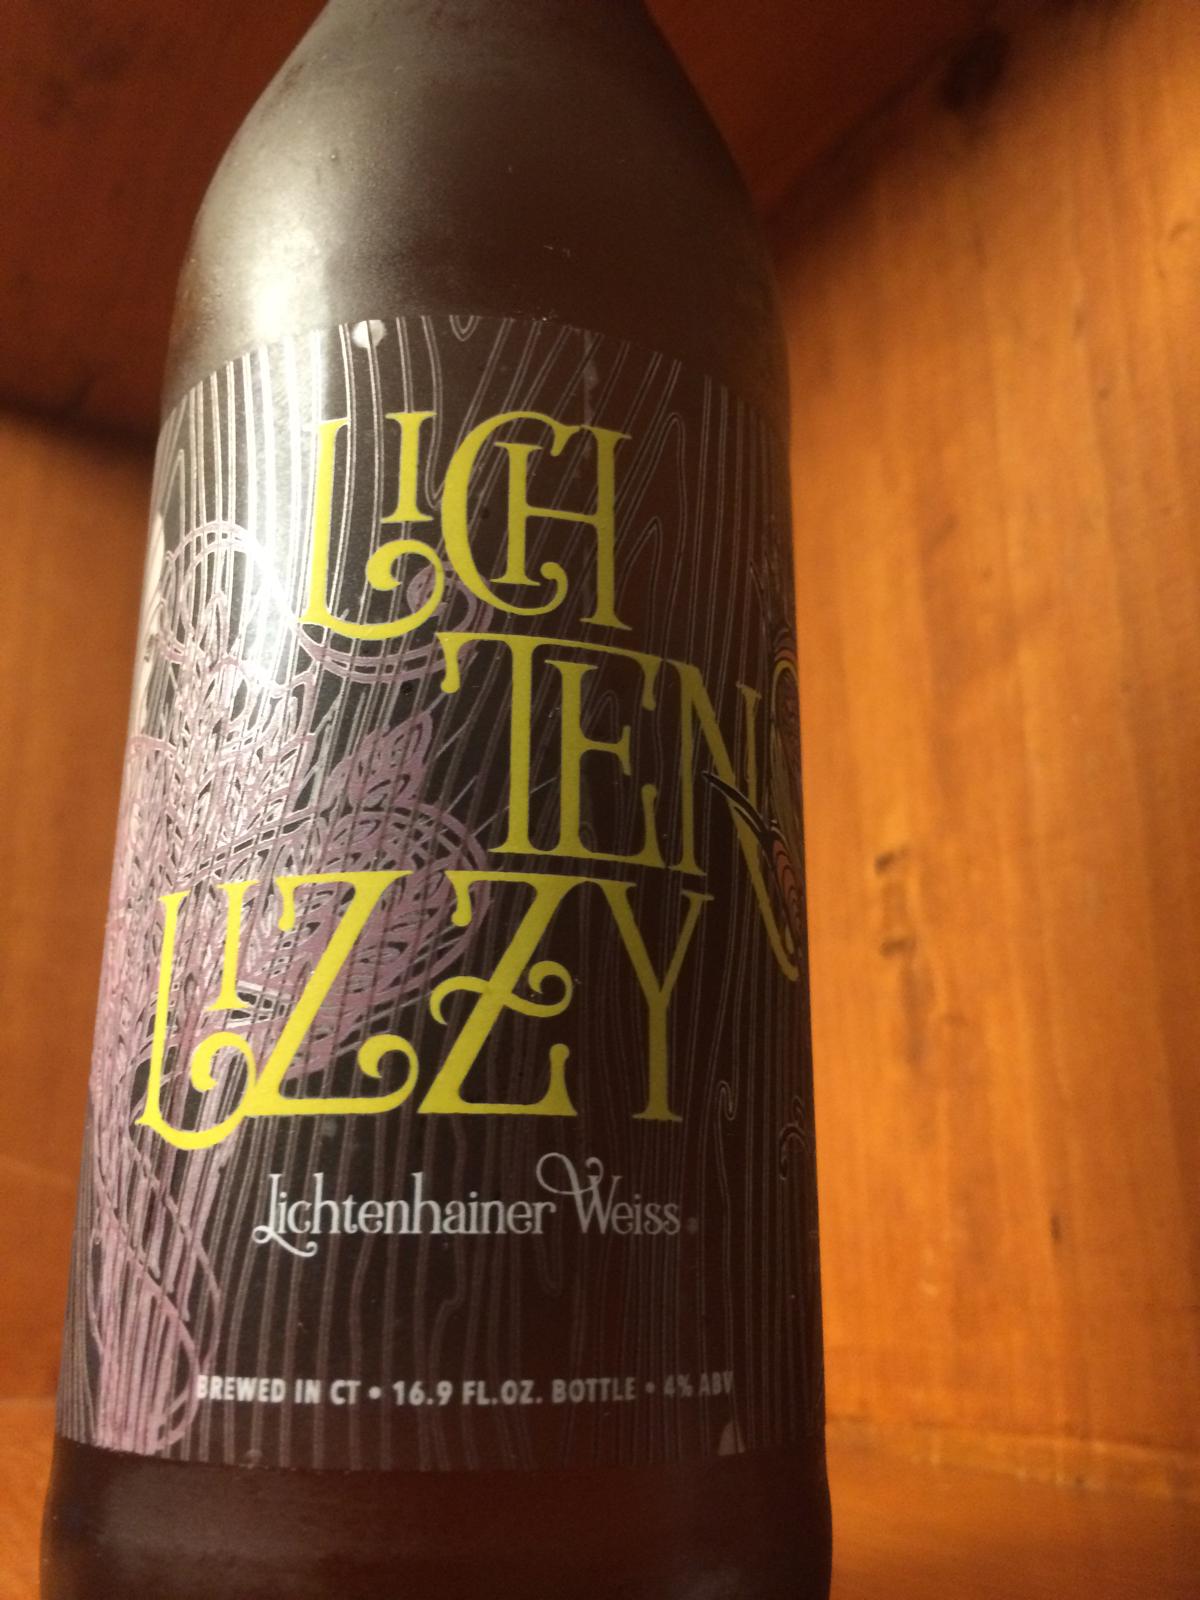 LICH
TEN
LIZZY
Lichtenhainer Weiss
BREWED IN CT • 16.9 FL.OZ. BOTTLE • 4% ABV